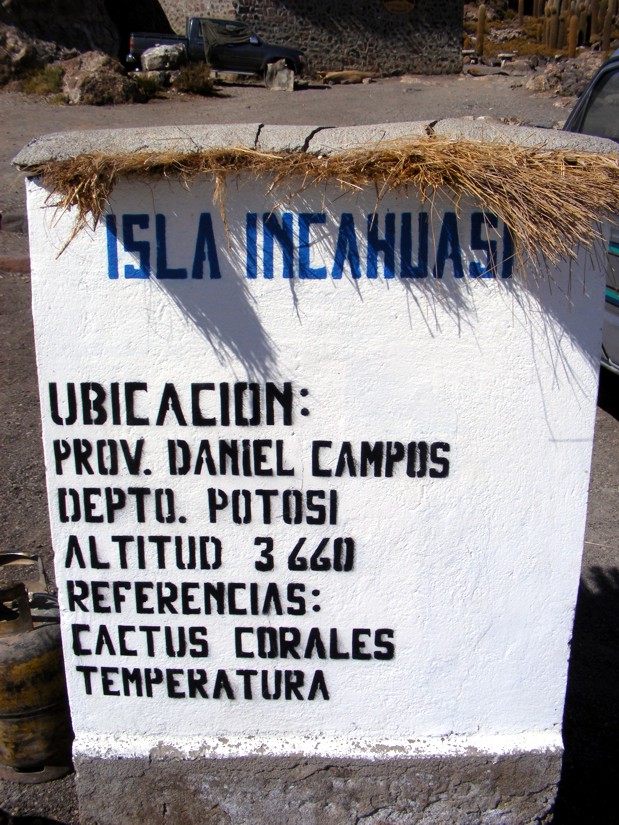 ISLA INCAHUASI
UBICACION:
PROV. DANIEL CAMPOS
DEPTO. POTOSI
ALTITUD 3 660
REFERENCIAS:
CACTUS CORALES
TEMPERATURA